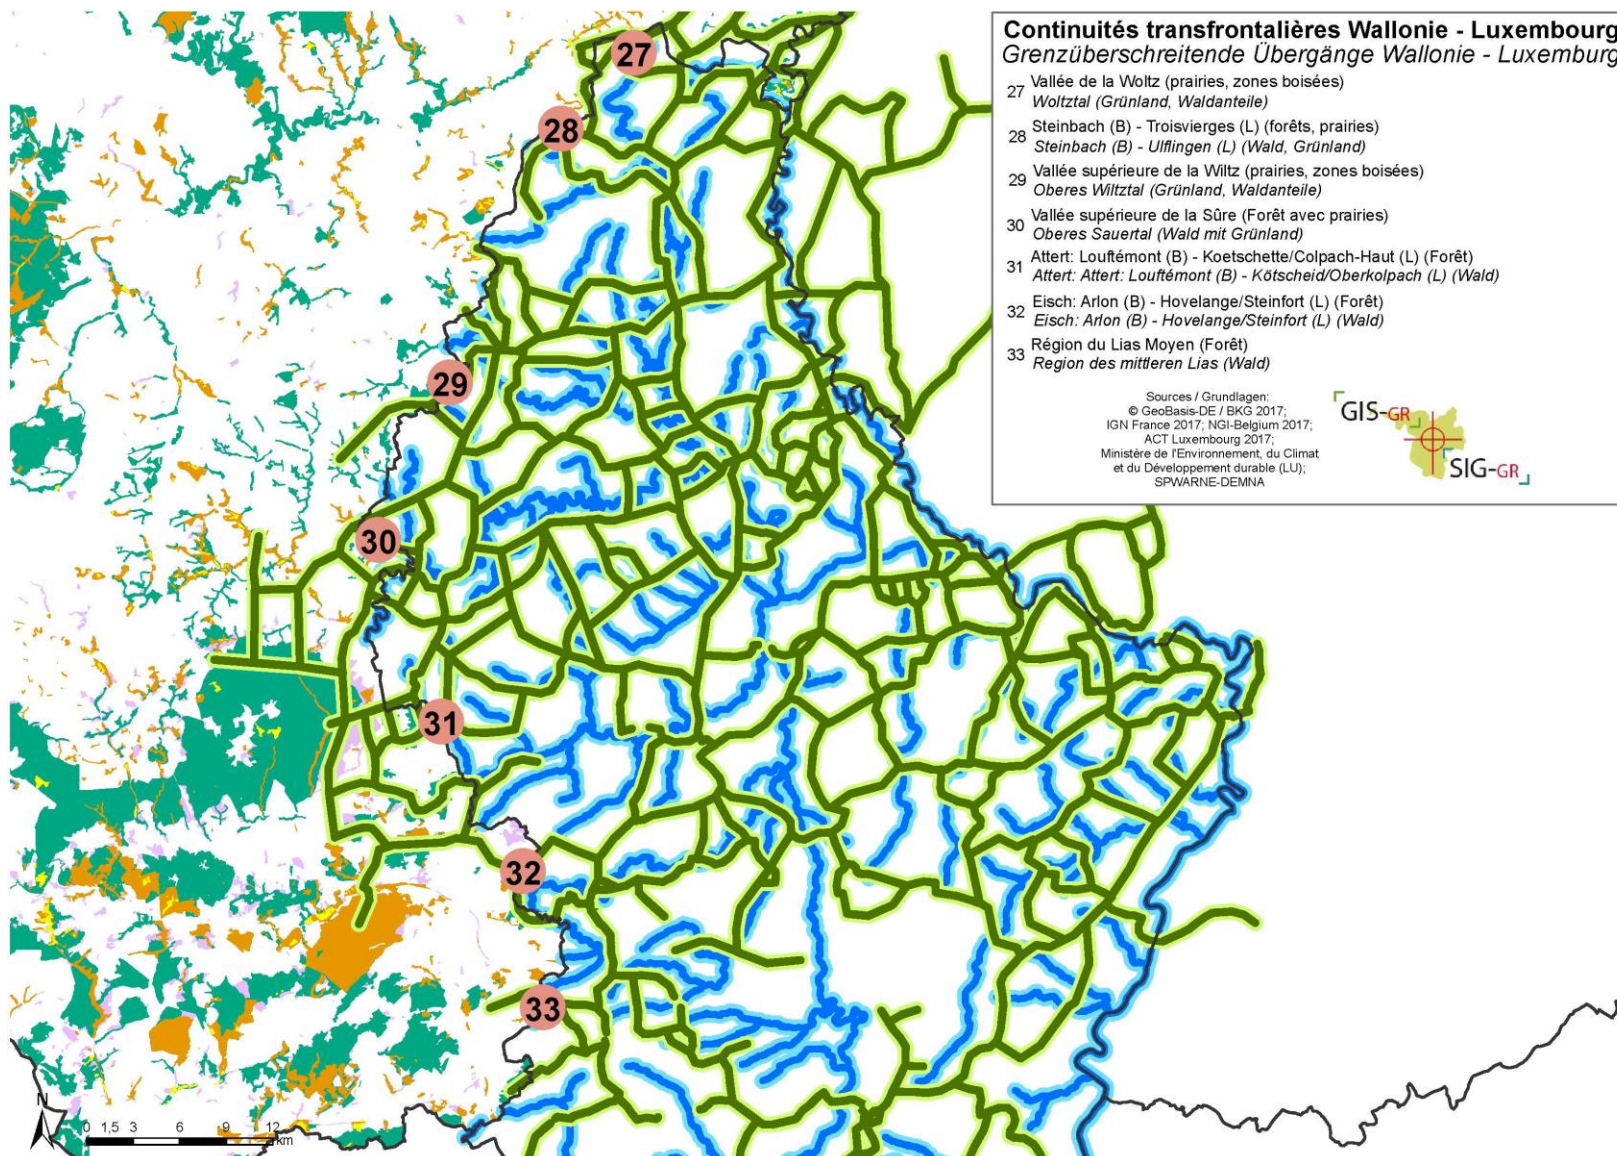 Continuités transfrontalières Wallonie - Luxembourg
Grenzüberschreitende Übergänge Wallonie - Luxemburg
27 Vallée de la Woltz (prairies, zones boisées)
Woltztal (Grünland, Waldanteile)
28 Steinbach (B) - Troisvierges (L) (forêts, prairies)
Steinbach (B) - Ulflingen (L) (Wald, Grünland)
29 Vallée supérieure de la Wiltz (prairies, zones boisées)
Oberes Wiltztal (Grünland, Waldanteile)
30 Vallée supérieure de la Sûre (Forêt avec prairies)
Oberes Sauertal (Wald mit Grünland)
31 Attert: Louftémont (B) - Koetschette/Colpach-Haut (L) (Forêt)
Attert: Attert: Louftémont (B) - Kötscheid/Oberkolpach (L) (Wald)
32 Eisch: Arlon (B) - Hovelange/Steinfort (L) (Forêt)
Eisch: Arlon (B) - Hovelange/Steinfort (L) (Wald)
33 Région du Lias Moyen (Forêt)
Region des mittleren Lias (Wald)
Sources / Grundlagen:
© GeoBasis-DE / BKG 2017;
IGN France 2017; NGI-Belgium 2017;
ACT Luxembourg 2017;
Ministère de l'Environnement, du Climat
et du Développement durable (LU);
SPWARNE-DEMNA
GIS-GR
SIG-GR
27
28
29
30
31
32
33
N
0 1,5 3 6 9 12
km